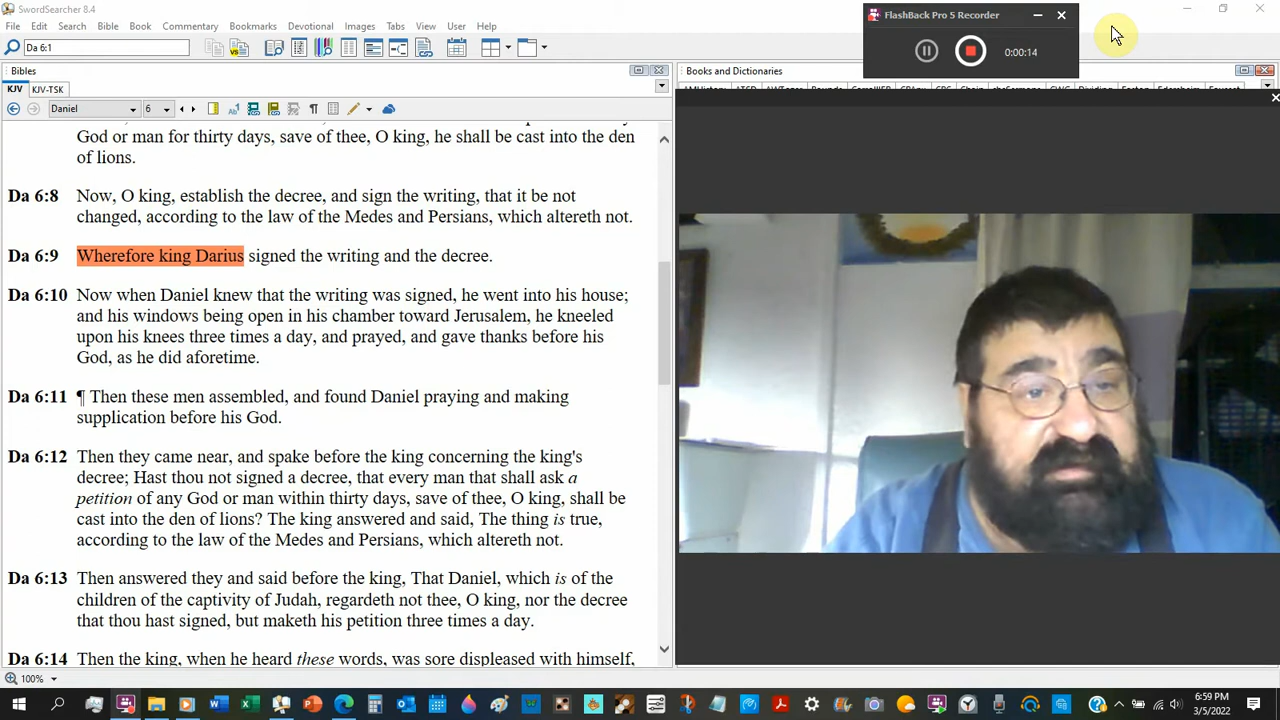 SwordSearcher 8.4
FlashBack Pro 5 Recorder
0:00:14
File Edit Search Bible Book Commentary Bookmarks Devotional Images Tabs View User Help
Da 6:1
Bibles
Books and Dictionaries
KJV KJV-TSK
Daniel 6
God or man for thirty days, save of thee, O king, he shall be cast into the den
of lions.
Da 6:8 Now, O king, establish the decree, and sign the writing, that it be not
changed, according to the law of the Medes and Persians, which altereth not.
Da 6:9 Wherefore king Darius signed the writing and the decree.
Da 6:10 Now when Daniel knew that the writing was signed, he went into his house;
and his windows being open in his chamber toward Jerusalem, he kneeled
upon his knees three times a day, and prayed, and gave thanks before his
God, as he did aforetime.
Da 6:11 ¶ Then these men assembled, and found Daniel praying and making
supplication before his God.
Da 6:12 Then they came near, and spake before the king concerning the king's
decree; Hast thou not signed a decree, that every man that shall ask a
petition of any God or man within thirty days, save of thee, O king, shall be
cast into the den of lions? The king answered and said, The thing is true,
according to the law of the Medes and Persians, which altereth not.
Da 6:13 Then answered they and said before the king, That Daniel, which is of the
children of the captivity of Judah, regardeth not thee, O king, nor the decree
that thou hast signed, but maketh his petition three times a day.
Da 6:14 Then the king, when he heard these words, was sore displeased with himself,
100%
6:59 PM
3/5/2022